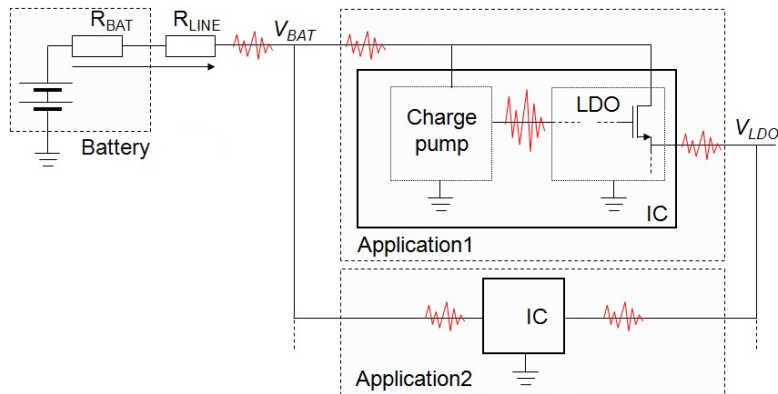 RBAT
RLINE
VBAT
Battery
Charge
pump
LDO
VLDO
IC
Application1
IC
Application2